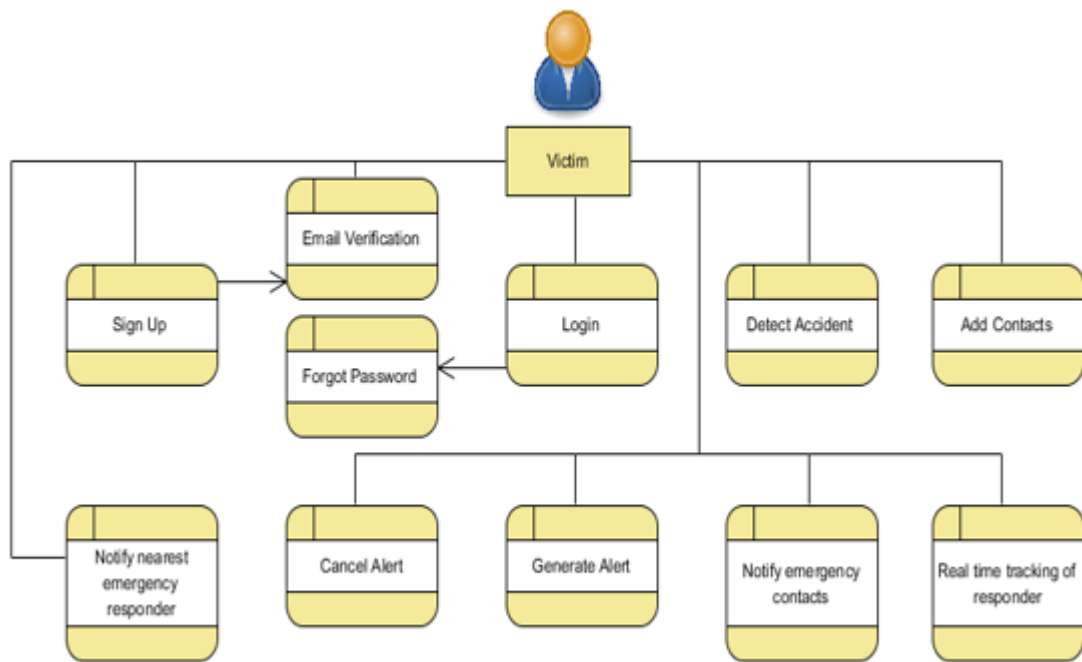 Victim
Email Verification
Sign Up
Login
Detect Accident
Add Contacts
Forgot Password
Notify nearest
emergency
responder
Cancel Alert
Generate Alert
Notify emergency
contacts
Real time tracking of
responder